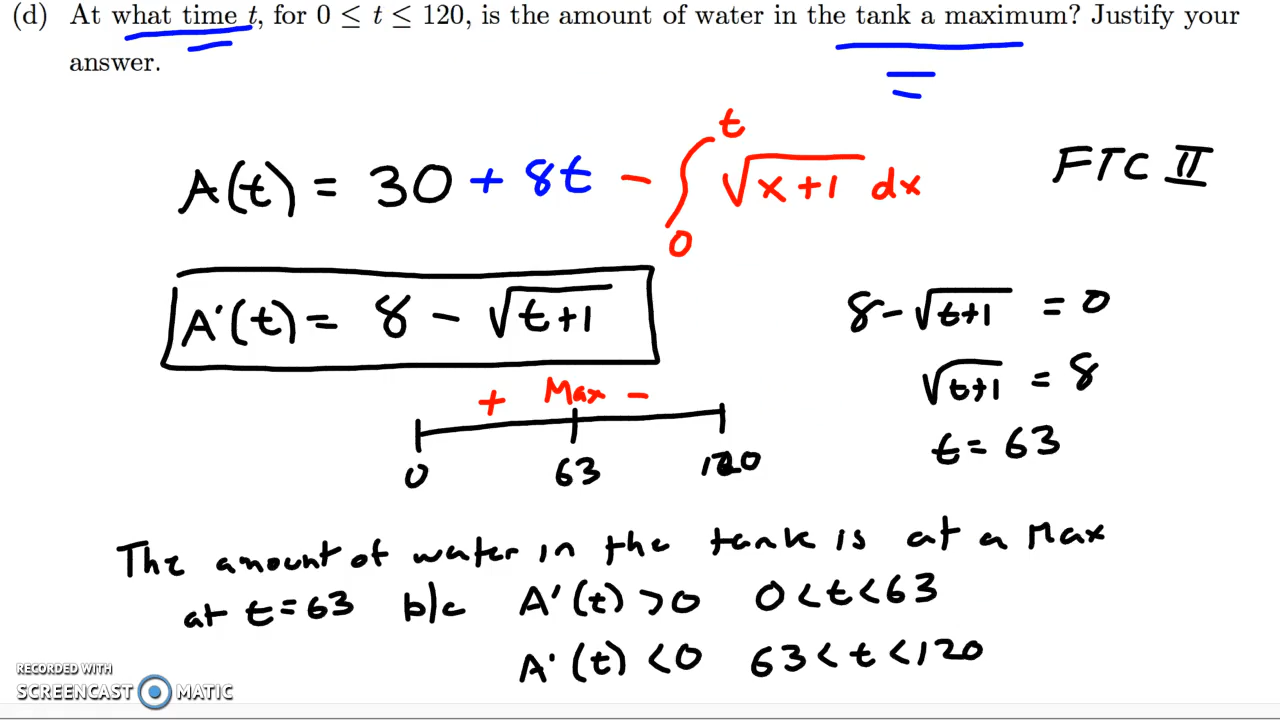 (d) At what time t, for 0 ≤ t ≤ 120, is the amount of water in the tank a maximum? Justify your
answer.
A(t) = 30 + 8t - ∫₀ᵗ √(x+1) dx
FTC II
A'(t) = 8 - √(t+1)
8 - √(t+1) = 0
√(t+1) = 8
t = 63
+ Max -
0 63 120
The amount of water in the tank is at a Max
at t = 63 b/c A'(t) > 0 0 < t < 63
A'(t) < 0 63 < t < 120
RECORDED WITH
SCREENCAST MATIC